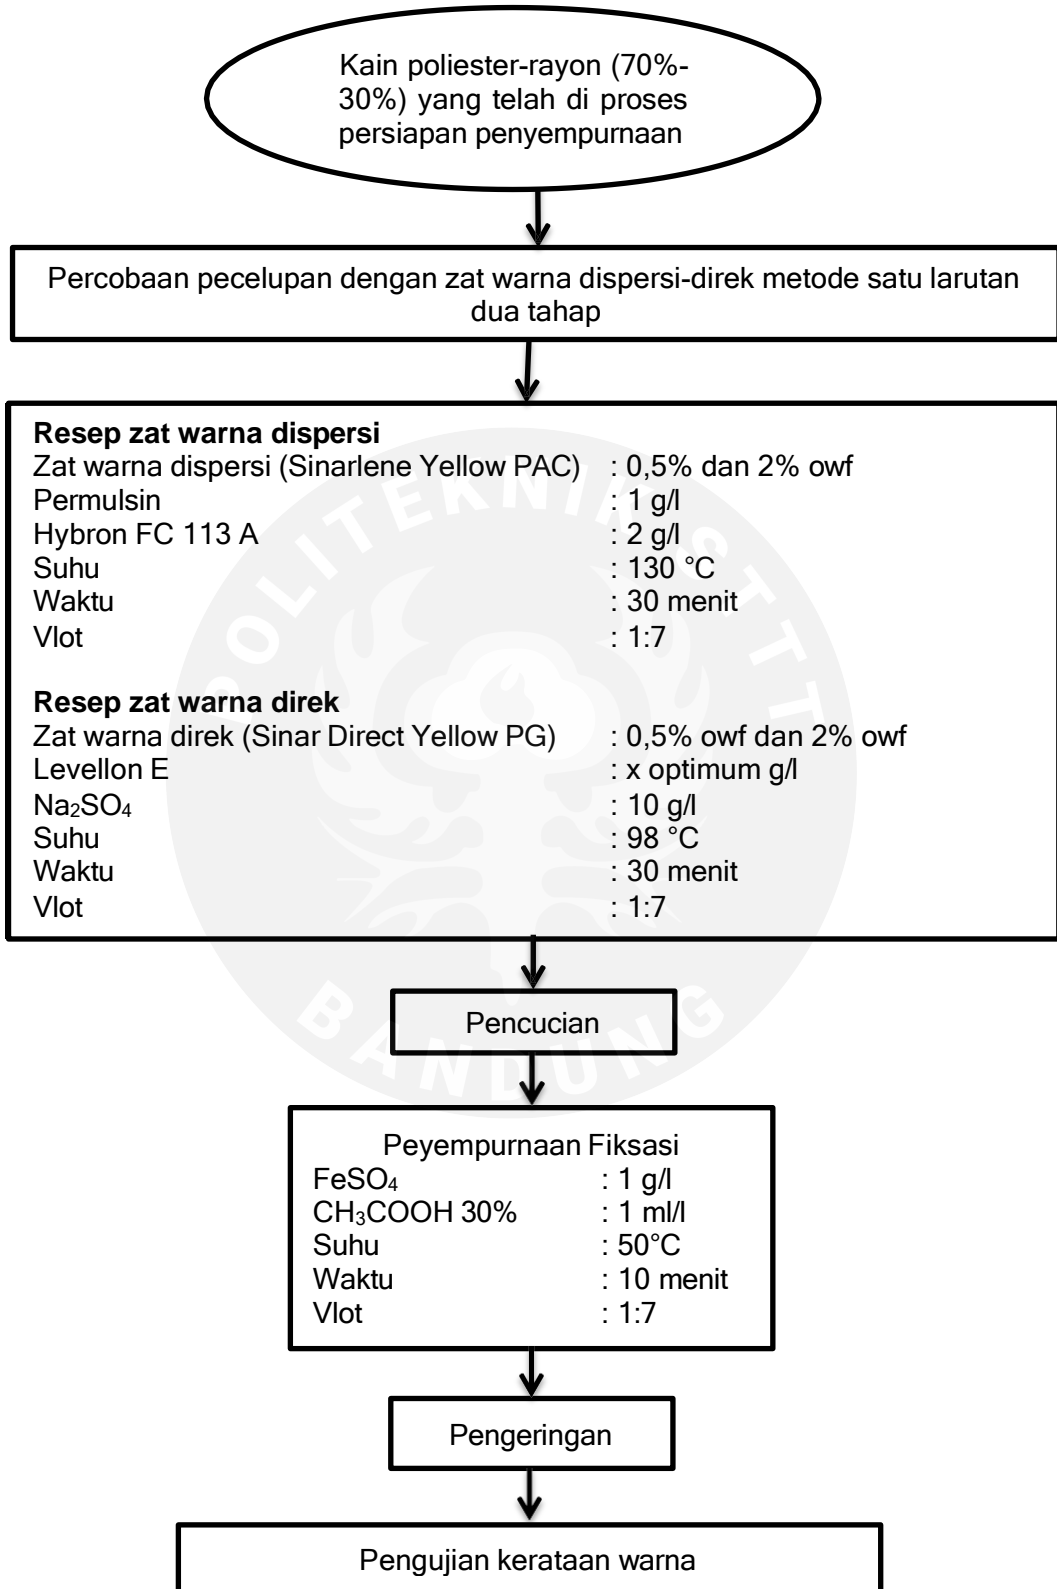 Kain poliester-rayon (70%-
30%) yang telah di proses
persiapan penyempurnaan
Percobaan pecelupan dengan zat warna dispersi-direk metode satu larutan
dua tahap
Resep zat warna dispersi
Zat warna dispersi (Sinarlene Yellow PAC) : 0,5% dan 2% owf
Permulsin : 1 g/l
Hybron FC 113 A : 2 g/l
Suhu : 130 °C
Waktu : 30 menit
Vlot : 1:7
Resep zat warna direk
Zat warna direk (Sinar Direct Yellow PG) : 0,5% owf dan 2% owf
Levellon E : x optimum g/l
Na₂SO₄ : 10 g/l
Suhu : 98 °C
Waktu : 30 menit
Vlot : 1:7
Pencucian
Peyempurnaan Fiksasi
FeSO₄ : 1 g/l
CH₃COOH 30% : 1 ml/l
Suhu : 50°C
Waktu : 10 menit
Vlot : 1:7
Pengeringan
Pengujian kerataan warna
POLITEKNIK STTT
BANDUNG